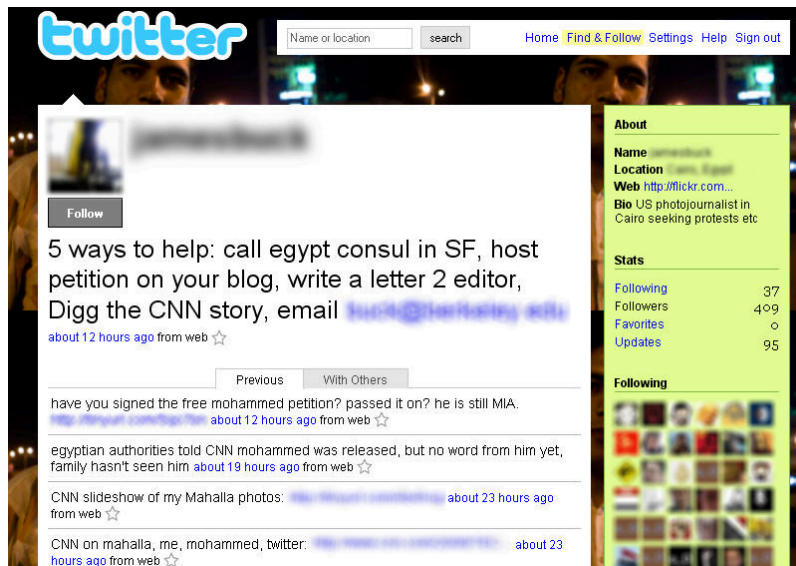 twitter
Name or location
search
Home Find & Follow Settings Help Sign out
Follow
5 ways to help: call egypt consul in SF, host
petition on your blog, write a letter 2 editor,
Digg the CNN story, email
about 12 hours ago from web
Previous
With Others
have you signed the free mohammed petition? passed it on? he is still MIA.
about 12 hours ago from web
egyptian authorities told CNN mohammed was released, but no word from him yet,
family hasn't seen him about 19 hours ago from web
CNN slideshow of my Mahalla photos: about 23 hours ago
from web
CNN on mahalla, me, mohammed, twitter: about 23
hours ago from web
About
Name
Location
Web http://flickr.com...
Bio US photojournalist in
Cairo seeking protests etc
Stats
Following 37
Followers 409
Favorites 0
Updates 95
Following